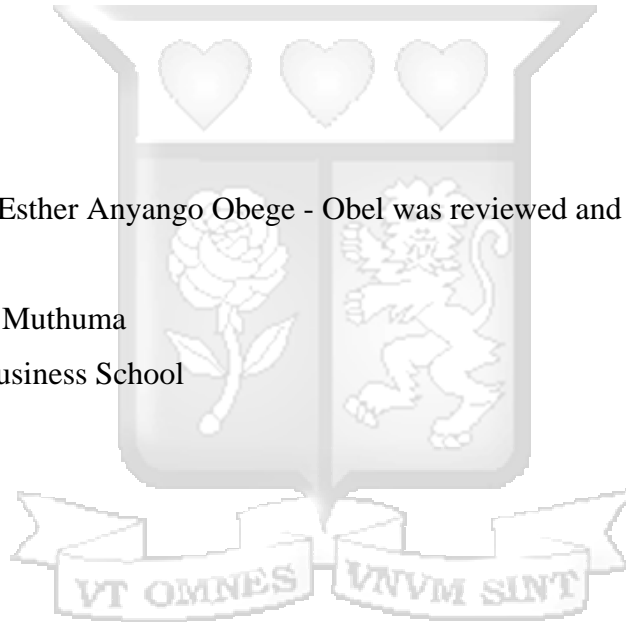 Esther Anyango Obege - Obel was reviewed and
Muthuma
usiness School
VT OMNES VNVM SINT